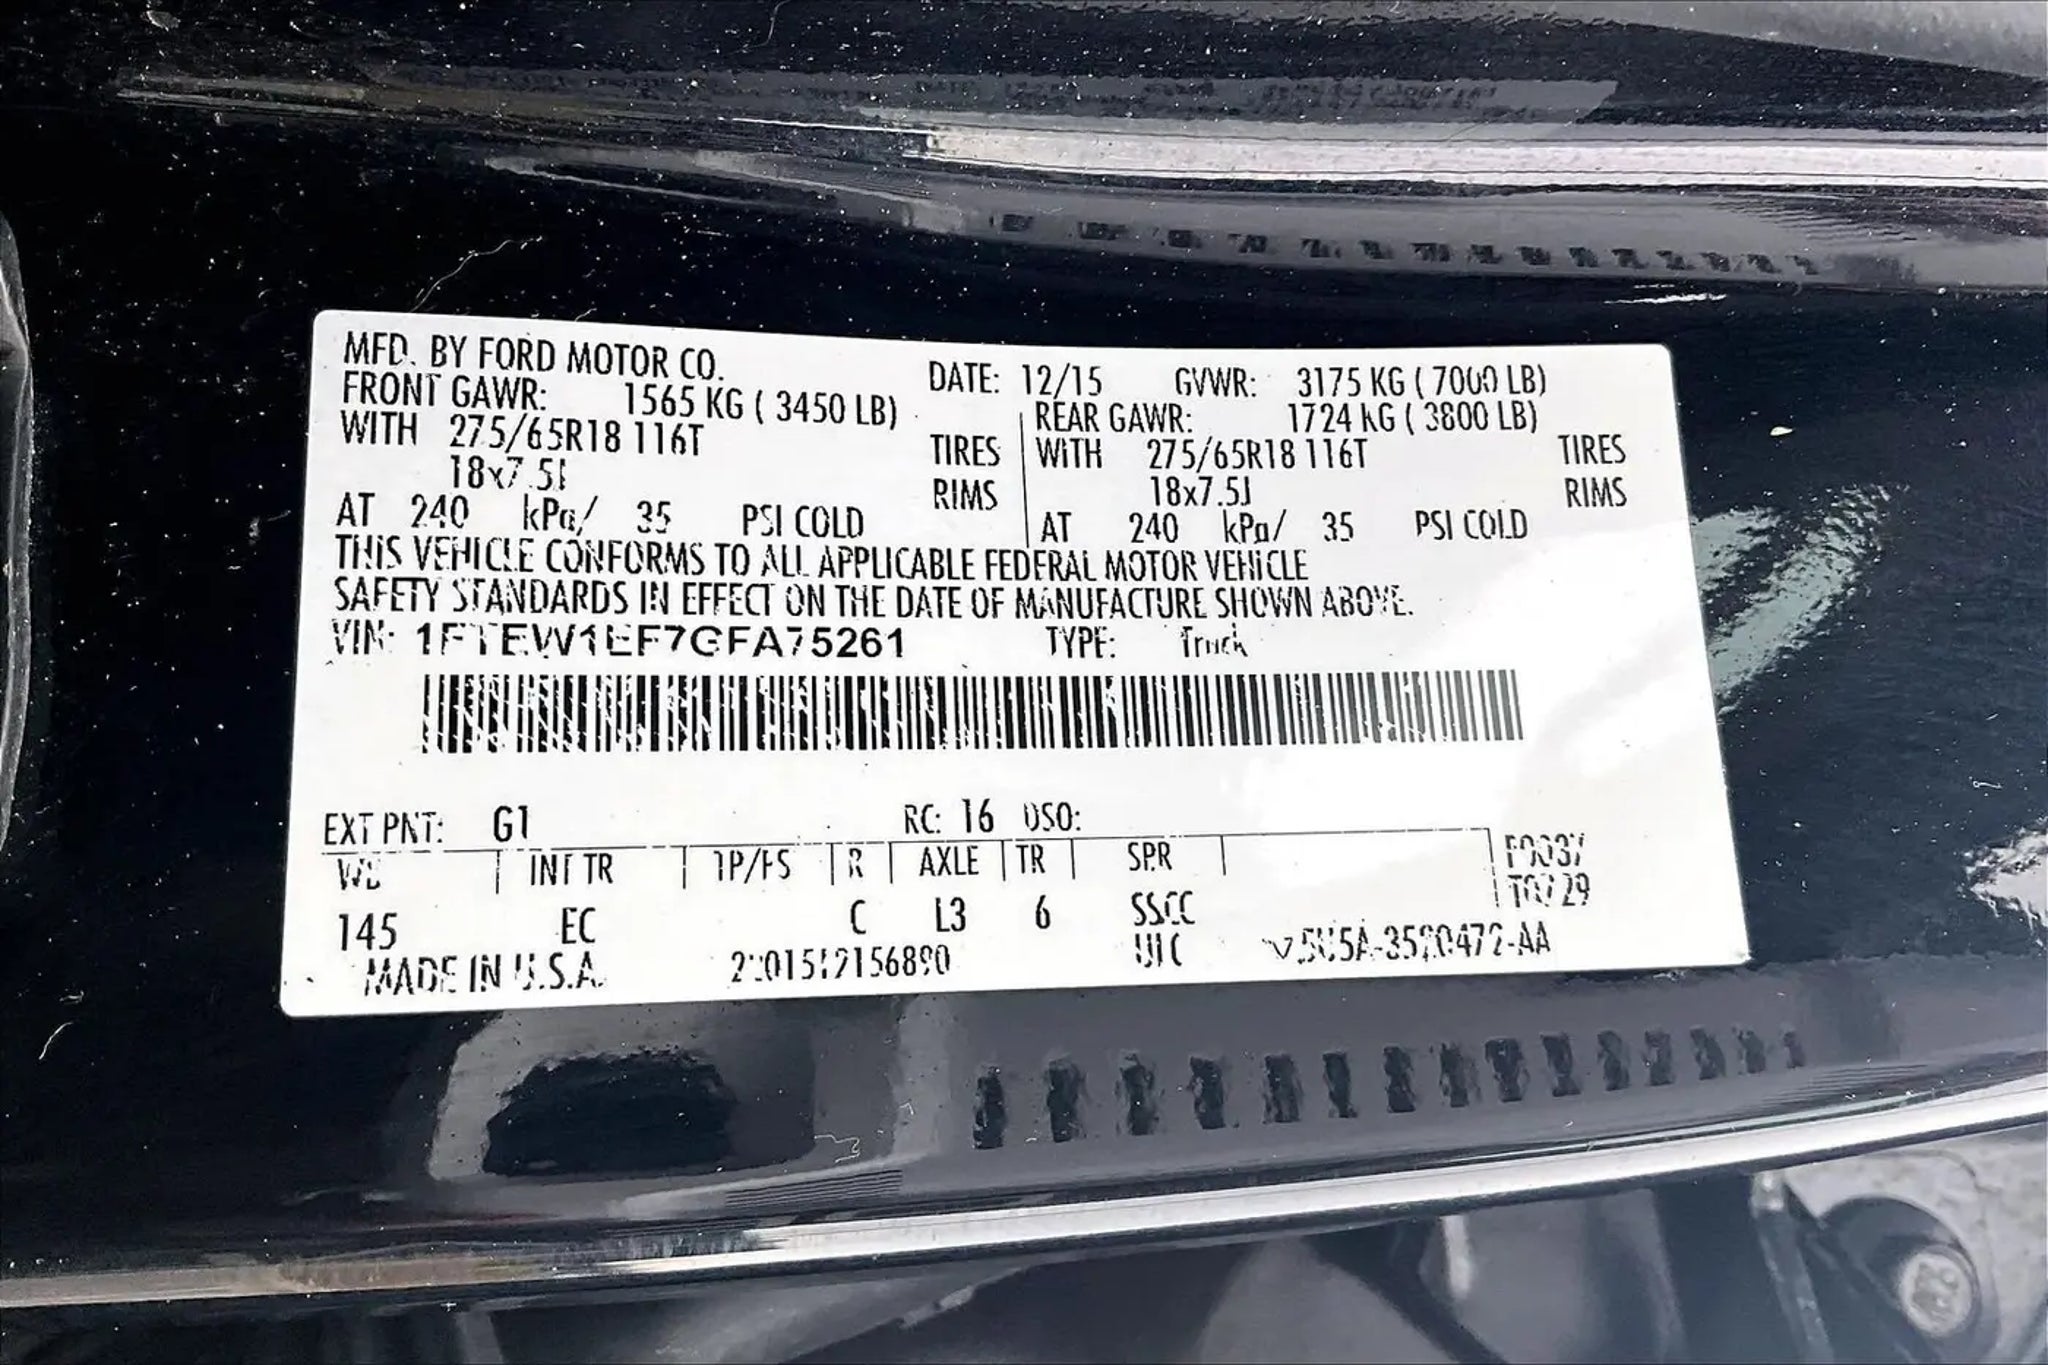 MFD. BY FORD MOTOR CO.
DATE: 12/15 GVWR: 3175 KG ( 7000 LB)
FRONT GAWR: 1565 KG ( 3450 LB)
REAR GAWR: 1724 KG ( 3800 LB)
WITH 275/65R18 116T TIRES
WITH 275/65R18 116T TIRES
18x7.5J RIMS
18x7.5J RIMS
AT 240 kPa/ 35 PSI COLD
AT 240 kPa/ 35 PSI COLD
THIS VEHICLE CONFORMS TO ALL APPLICABLE FEDERAL MOTOR VEHICLE
SAFETY STANDARDS IN EFFECT ON THE DATE OF MANUFACTURE SHOWN ABOVE.
VIN: 1FTEW1EF7GFA75261 TYPE: Truck
EXT PNT: G1 RC: 16 DSO:
WB INT TR TP/PS R AXLE TR SPR
145 EC C L3 6 SSCC
MADE IN U.S.A. UTC